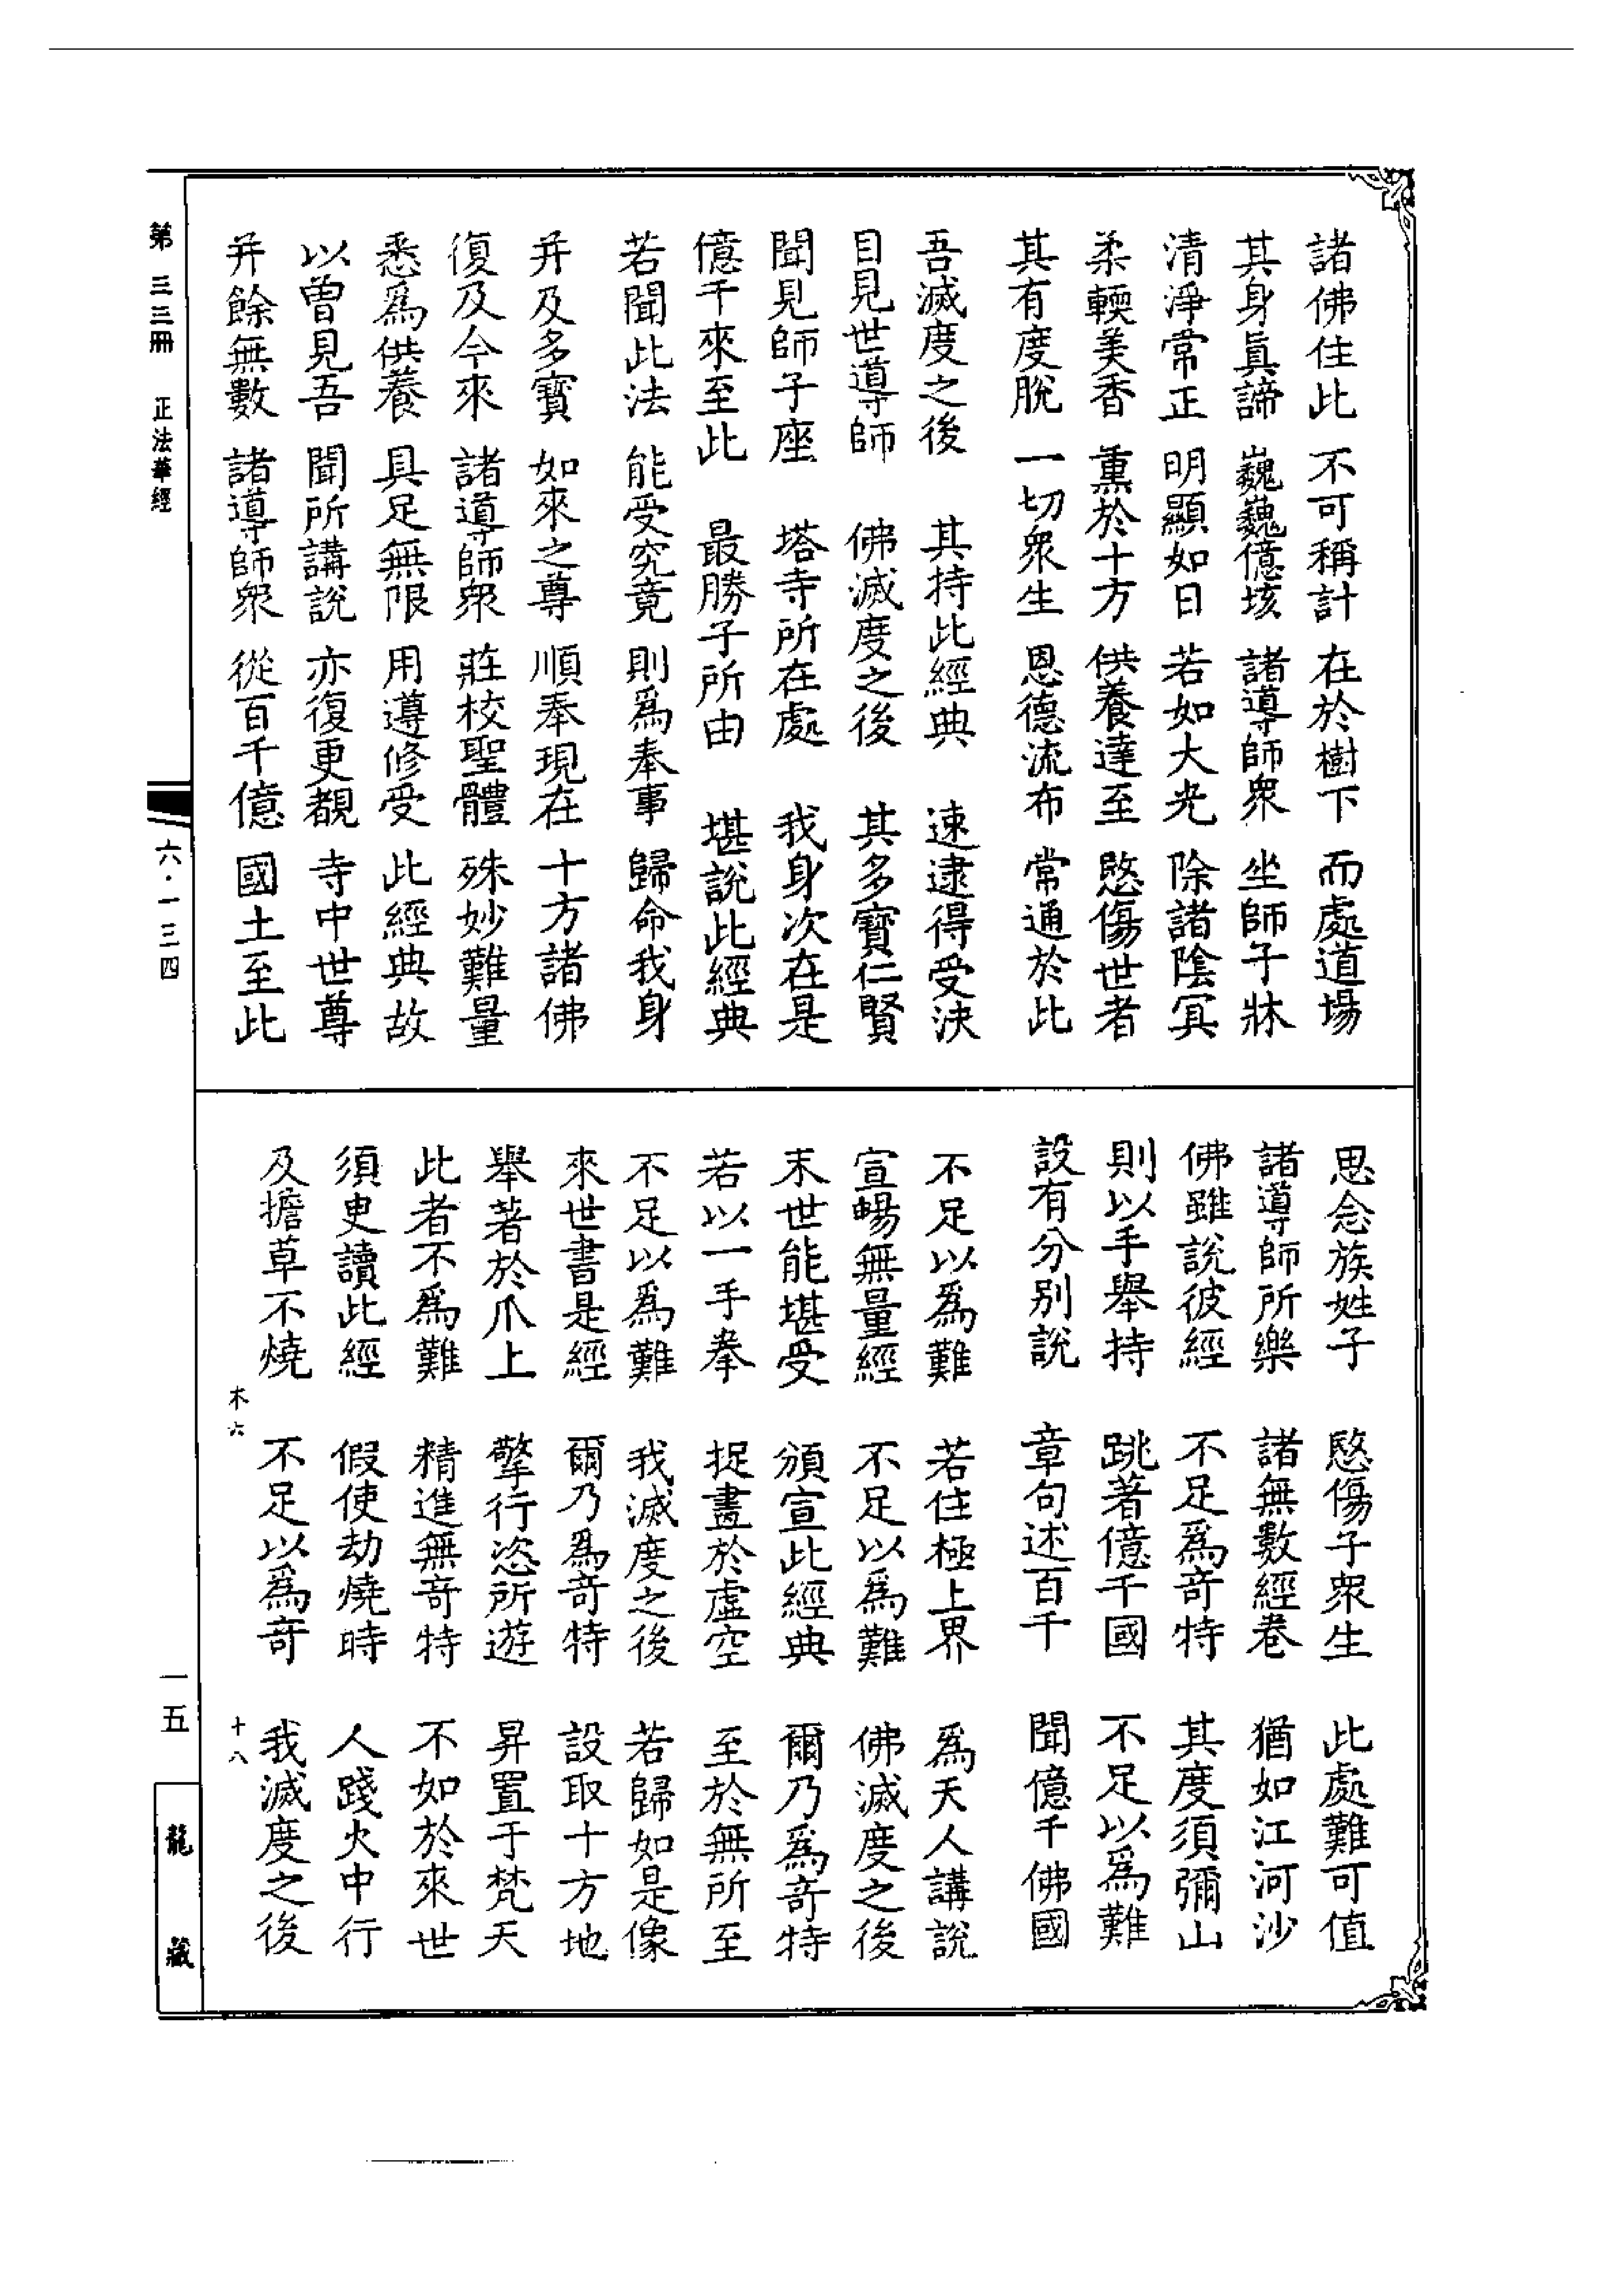 諸佛住此　不可稱計　在於樹下　而處道場
其身眞諦　巍巍億垓　諸導師衆　坐師子牀
清淨常正　明顯如日　若如大光　除諸陰冥
柔輭美香　熏於十方　供養達至　愍傷世者
其有度脫　一切衆生　恩德流布　常通於此
吾滅度之後　其持此經典　速逮得受決
目見世導師　佛滅度之後　其多寶仁賢
聞見師子座　塔寺所在處　我身次在是
億千來至此　最勝子所由　堪說此經典
若聞此法　能受究竟　則爲奉事　歸命我身
并及多寶　如來之尊　順奉現在　十方諸佛
復及今來　諸導師衆　莊校聖體　殊妙難量
悉爲供養　具足無限　用遵修受　此經典故
以曾見吾　聞所講說　亦復更覩　寺中世尊
并餘無數　諸導師衆　從百千億　國土至此
思念族姓子　愍傷子衆生　此處難可值
諸導師所樂　諸無數經卷　猶如江河沙
佛雖說彼經　不足爲奇特　其度須彌山
則以手舉持　跳著億千國　不足以爲難
設有分別說　章句述百千　聞億千佛國
不足以爲難　若住極上界　爲天人講說
宣暢無量經　不足以爲難　佛滅度之後
末世能堪受　頒宣此經典　爾乃爲奇特
若以一手拳　捉晝於虛空　至於無所至
不足以爲難　我滅度之後　若歸如是像
來世書是經　爾乃爲奇特　設取十方地
舉著於爪上　擎行恣所遊　昇置于梵天
此者不爲難　精進無奇特　不如於來世
須臾讀此經　假使劫燒時　人踐火中行
及擔草不燒　不足以爲奇　我滅度之後
木六　十八
第三三冊　正法華經　六·一三四　一五　龍藏